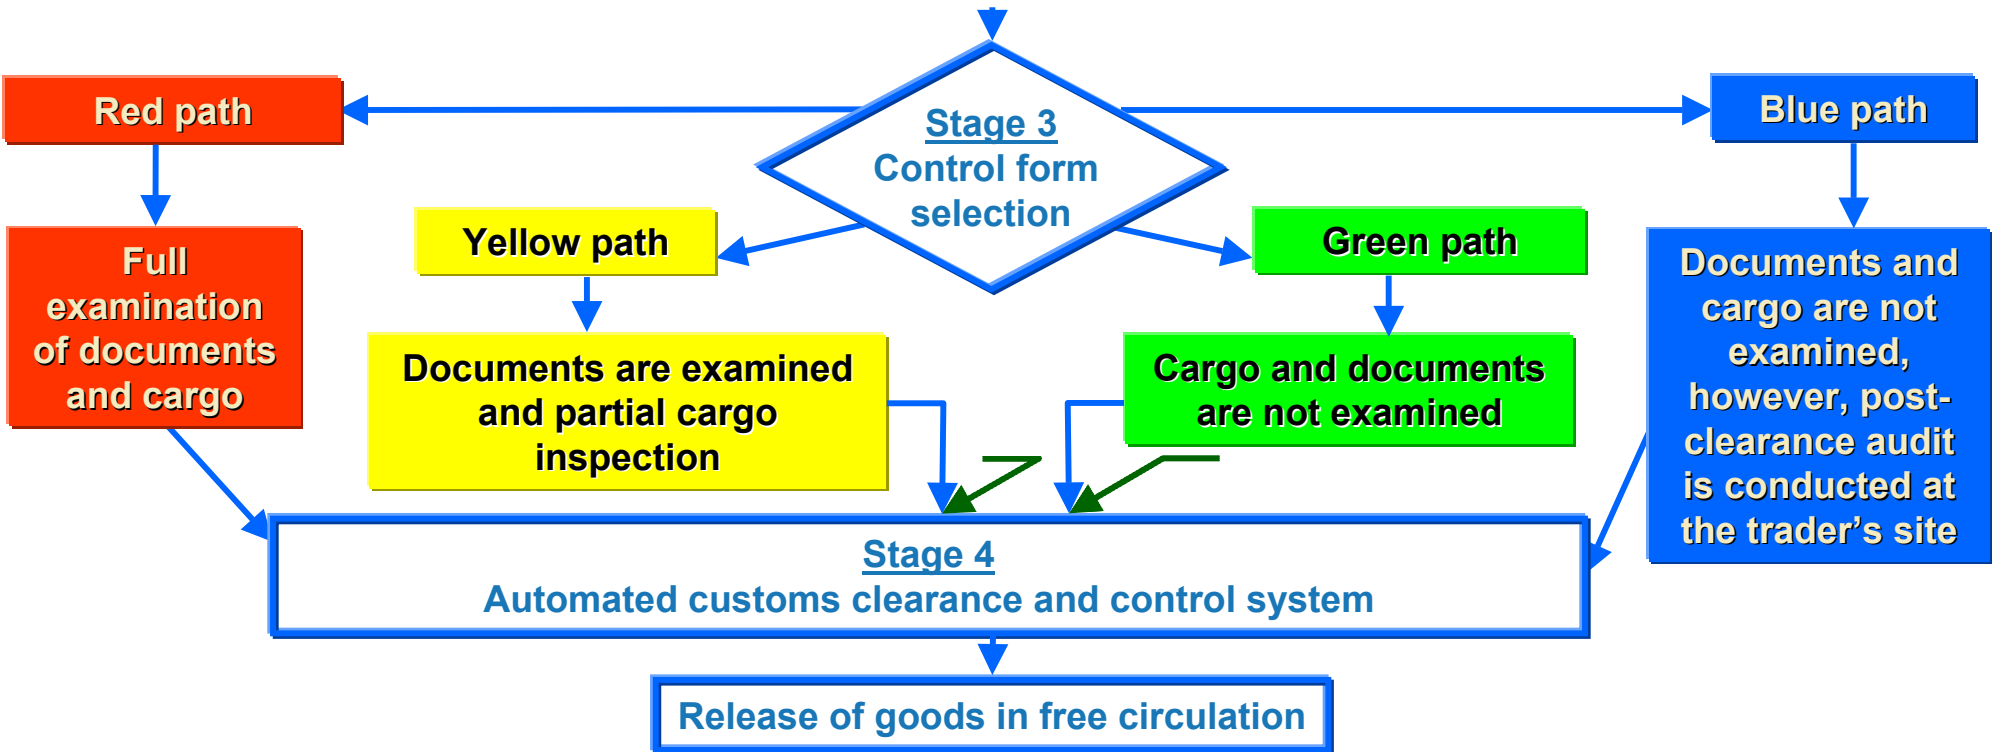 Stage 3
Control form
selection
Red path
Blue path
Yellow path
Green path
Full
examination
of documents
and cargo
Documents are examined
and partial cargo
inspection
Cargo and documents
are not examined
Documents and
cargo are not
examined,
however, post-
clearance audit
is conducted at
the trader’s site
Stage 4
Automated customs clearance and control system
Release of goods in free circulation